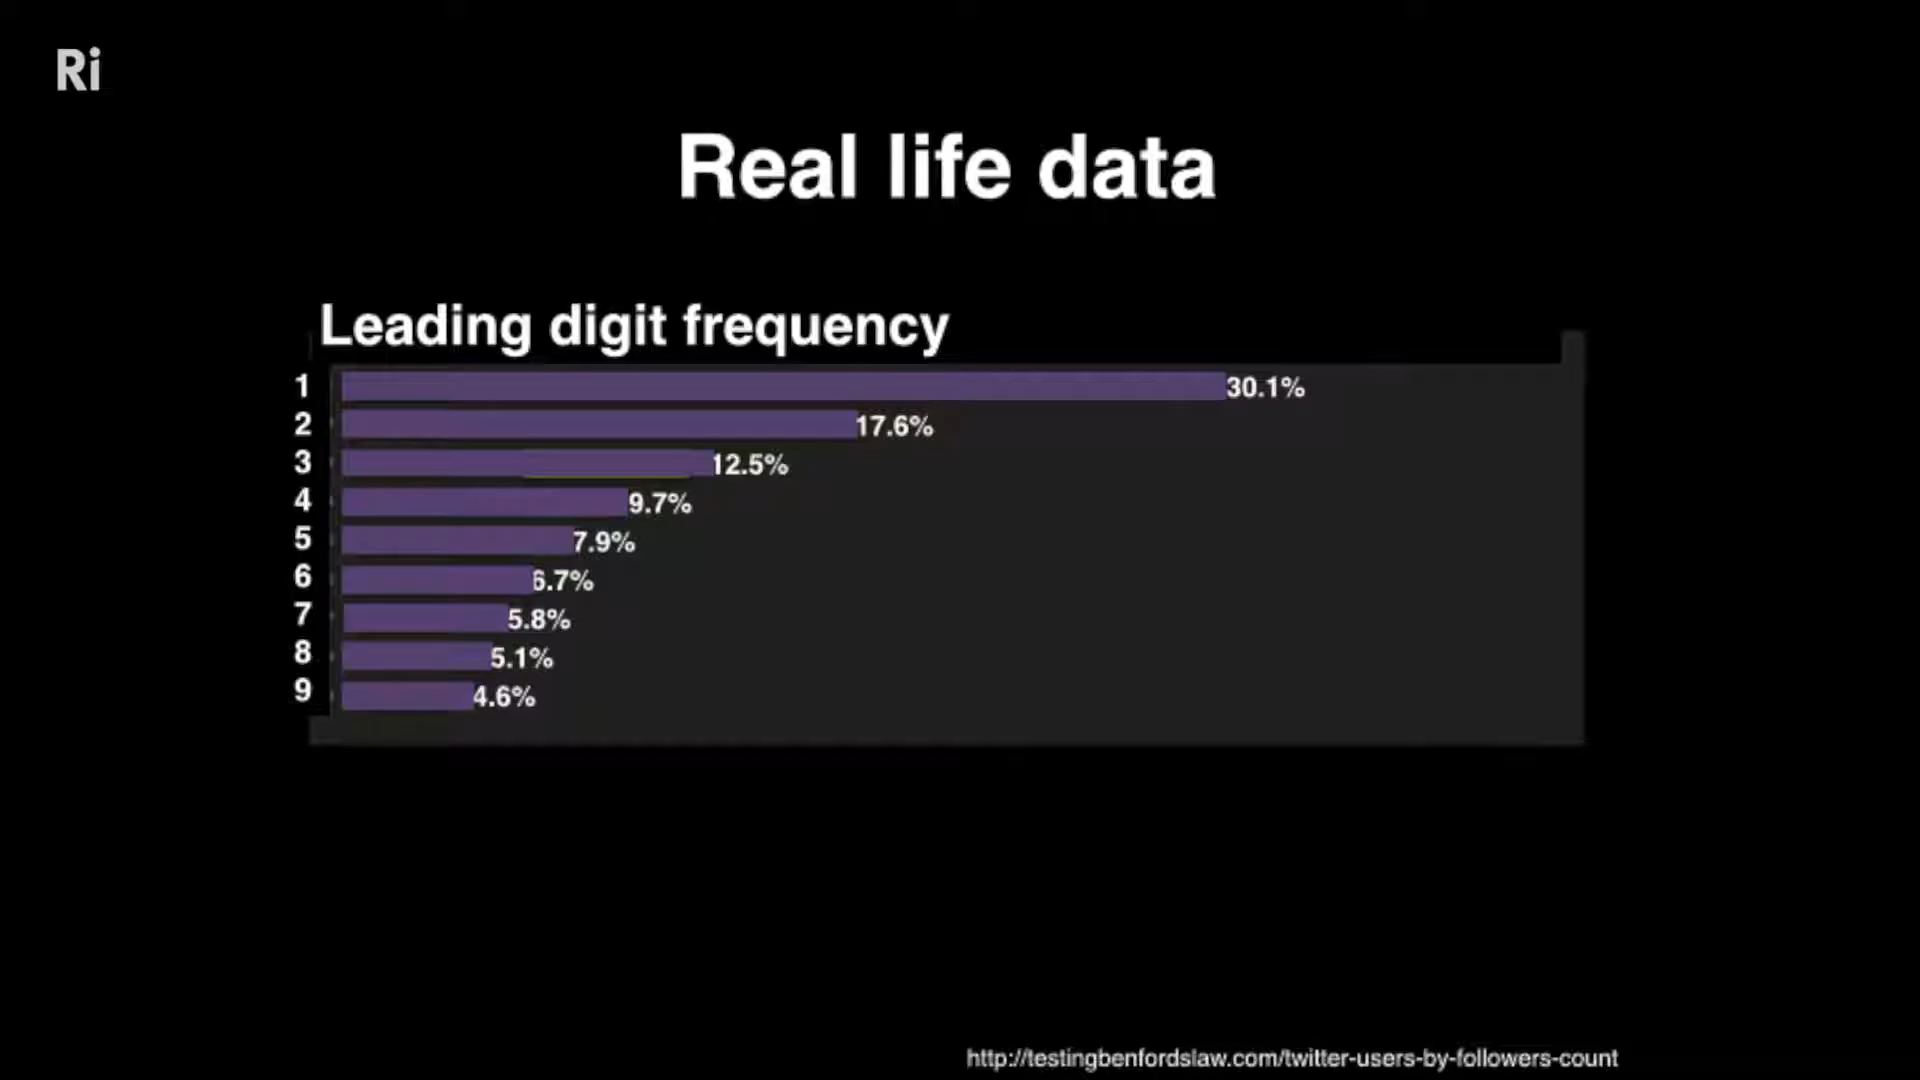 Ri
Real life data
Leading digit frequency
1 30.1%
2 17.6%
3 12.5%
4 9.7%
5 7.9%
6 6.7%
7 5.8%
8 5.1%
9 4.6%
http://testingbenfordslaw.com/twitter-users-by-followers-count